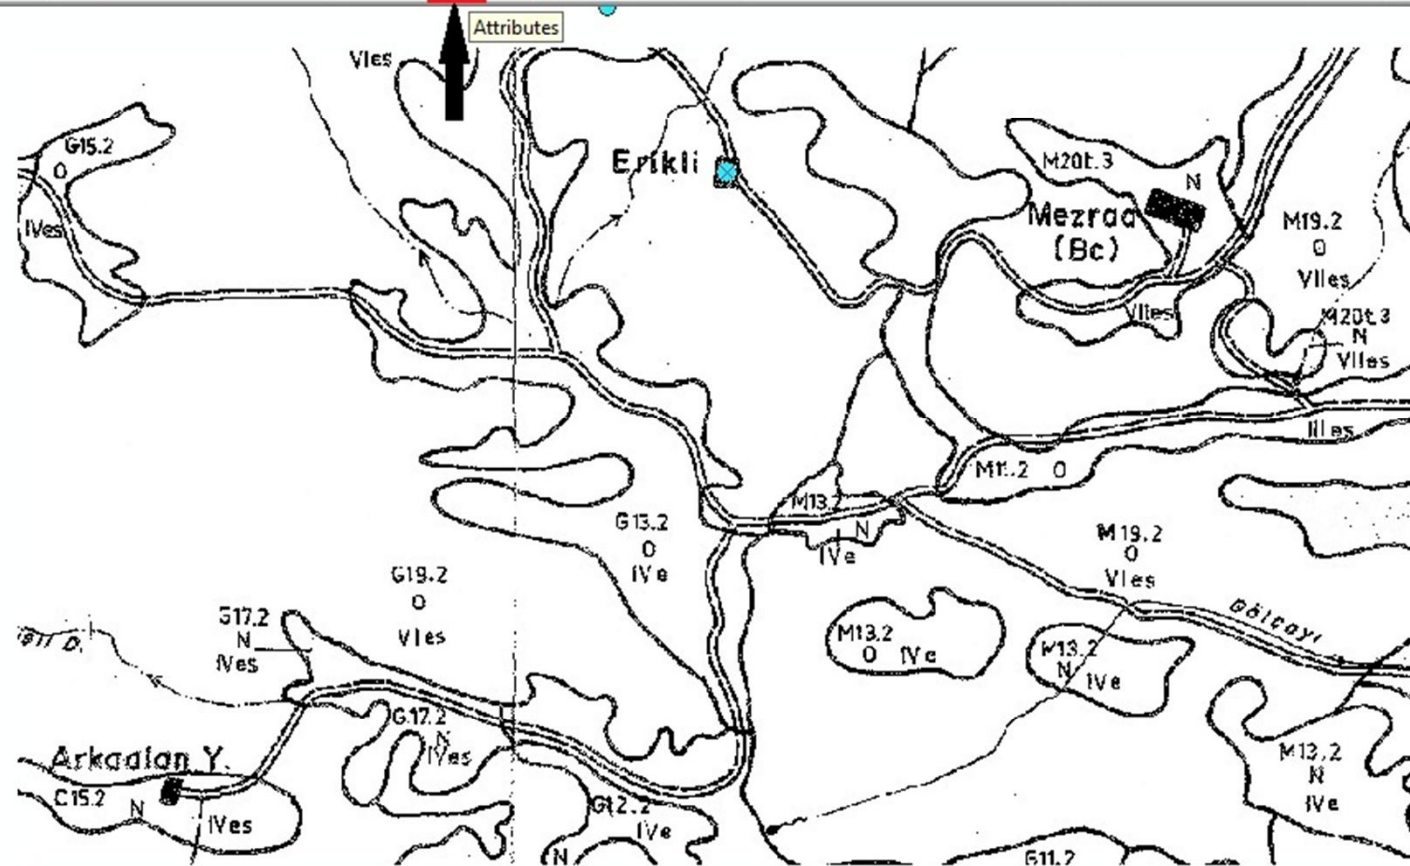 Attributes
VIes
G15.2
O
IVes
Erikli
M20t.3
N
Mezraa
(Bc)
M19.2
O
VIIes
VIIes
M20t.3
N
VIIes
IIIes
M11.2 O
M13.2
N
IVe
G13.2
O
IVe
M19.2
O
VIes
Gölçayı
G19.2
O
VIes
G17.2
N
IVes
M13.2
O IVe
M13.2
N IVe
G17.2
N
IVes
M13.2
N
IVe
Arkaalan Y.
C15.2
N
IVes
G12.2
IVe
N
G11.2